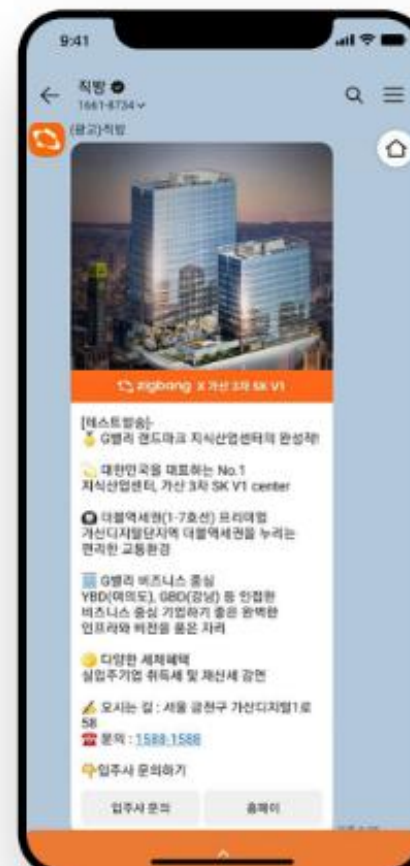 9:41
직방
1661-8734
(광고)직방
zigbang X 가산 3차 SK V1
[테스트발송]-
G밸리 랜드마크 지식산업센터의 완성작!
대한민국을 대표하는 No.1
지식산업센터, 가산 3차 SK V1 center
더블역세권(1·7호선) 프리미엄
가산디지털단지역 더블역세권을 누리는
편리한 교통환경
G밸리 비즈니스 중심
YBD(여의도), GBD(강남) 등 인접한
비즈니스 중심 기업하기 좋은 완벽한
인프라와 비전을 품은 자리
다양한 세제혜택
실입주기업 취득세 및 재산세 감면
오시는 길 : 서울 금천구 가산디지털1로
58
문의 : 1588-1588
입주사 문의하기
입주사 문의
홈페이